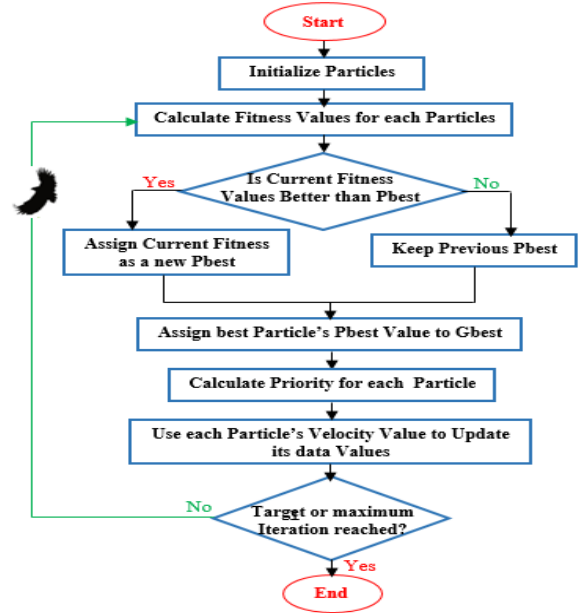 Start
Initialize Particles
Calculate Fitness Values for each Particles
Is Current Fitness
Values Better than Pbest
Yes
No
Assign Current Fitness
as a new Pbest
Keep Previous Pbest
Assign best Particle's Pbest Value to Gbest
Calculate Priority for each Particle
Use each Particle's Velocity Value to Update
its data Values
No
Target or maximum
Iteration reached?
Yes
End